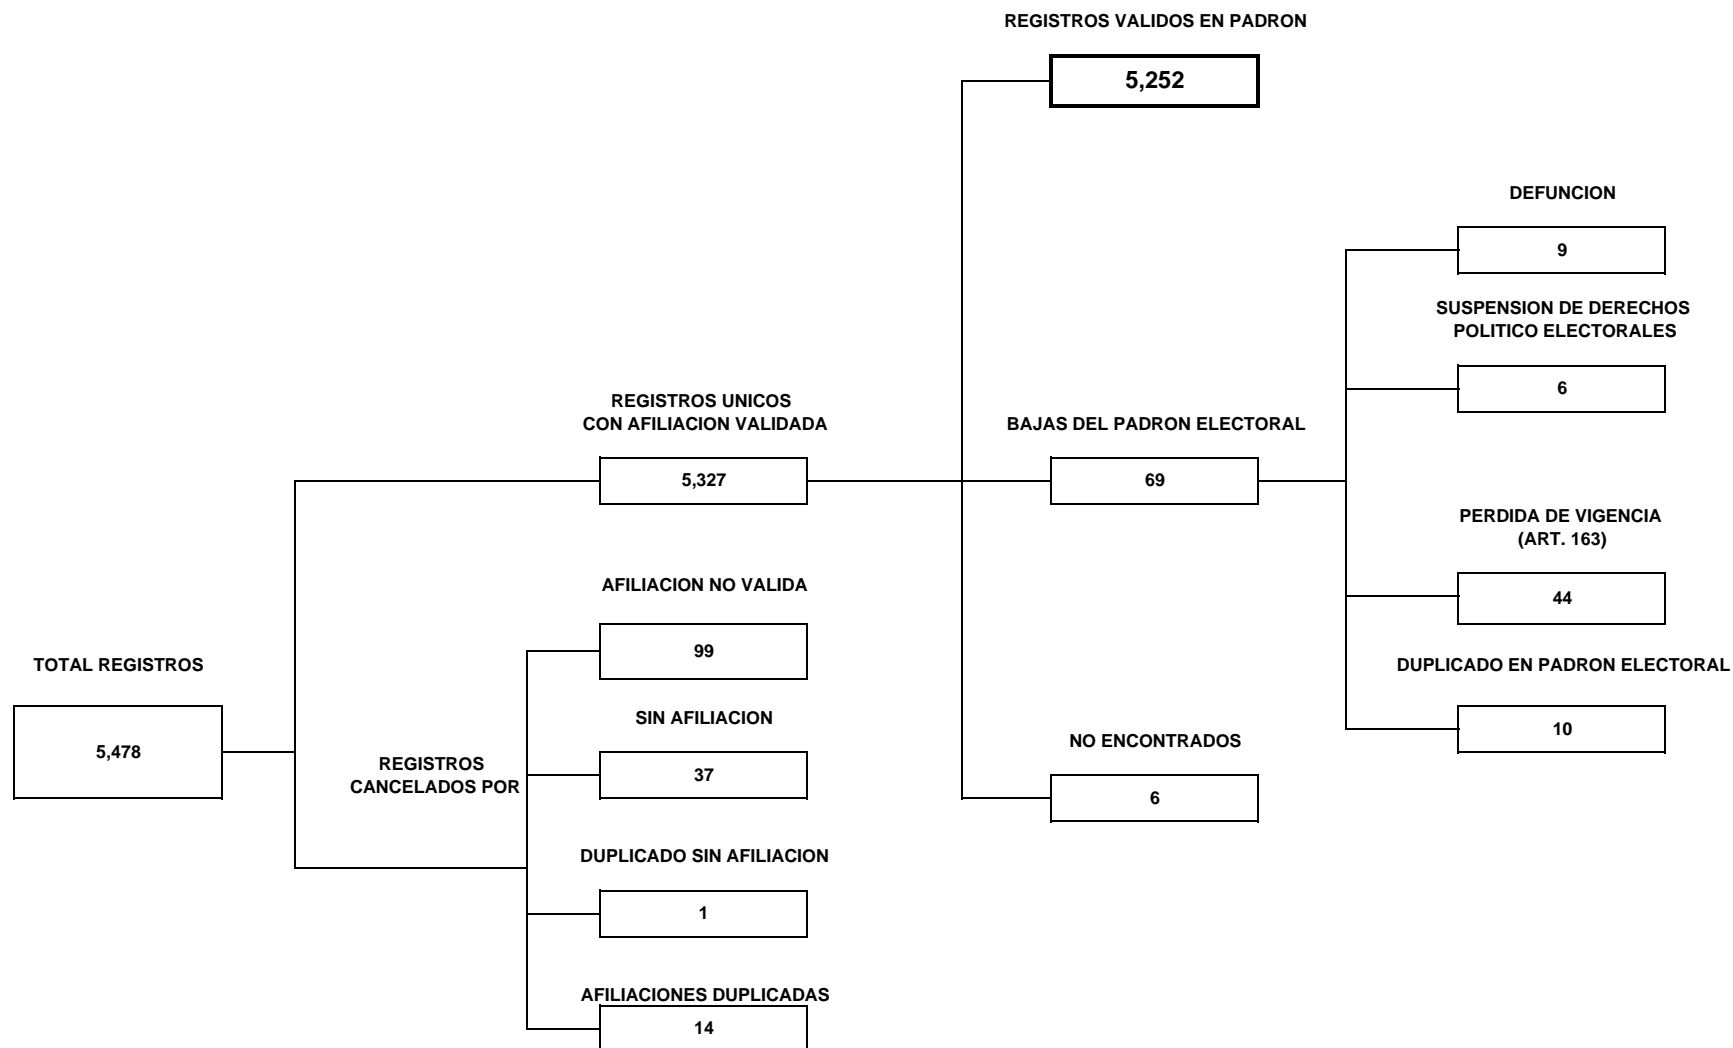 REGISTROS VALIDOS EN PADRON
5,252
DEFUNCION
9
SUSPENSION DE DERECHOS
POLITICO ELECTORALES
6
REGISTROS UNICOS
CON AFILIACION VALIDADA
5,327
BAJAS DEL PADRON ELECTORAL
69
PERDIDA DE VIGENCIA
(ART. 163)
44
AFILIACION NO VALIDA
99
TOTAL REGISTROS
5,478
DUPLICADO EN PADRON ELECTORAL
10
SIN AFILIACION
37
REGISTROS
CANCELADOS POR
NO ENCONTRADOS
6
DUPLICADO SIN AFILIACION
1
AFILIACIONES DUPLICADAS
14